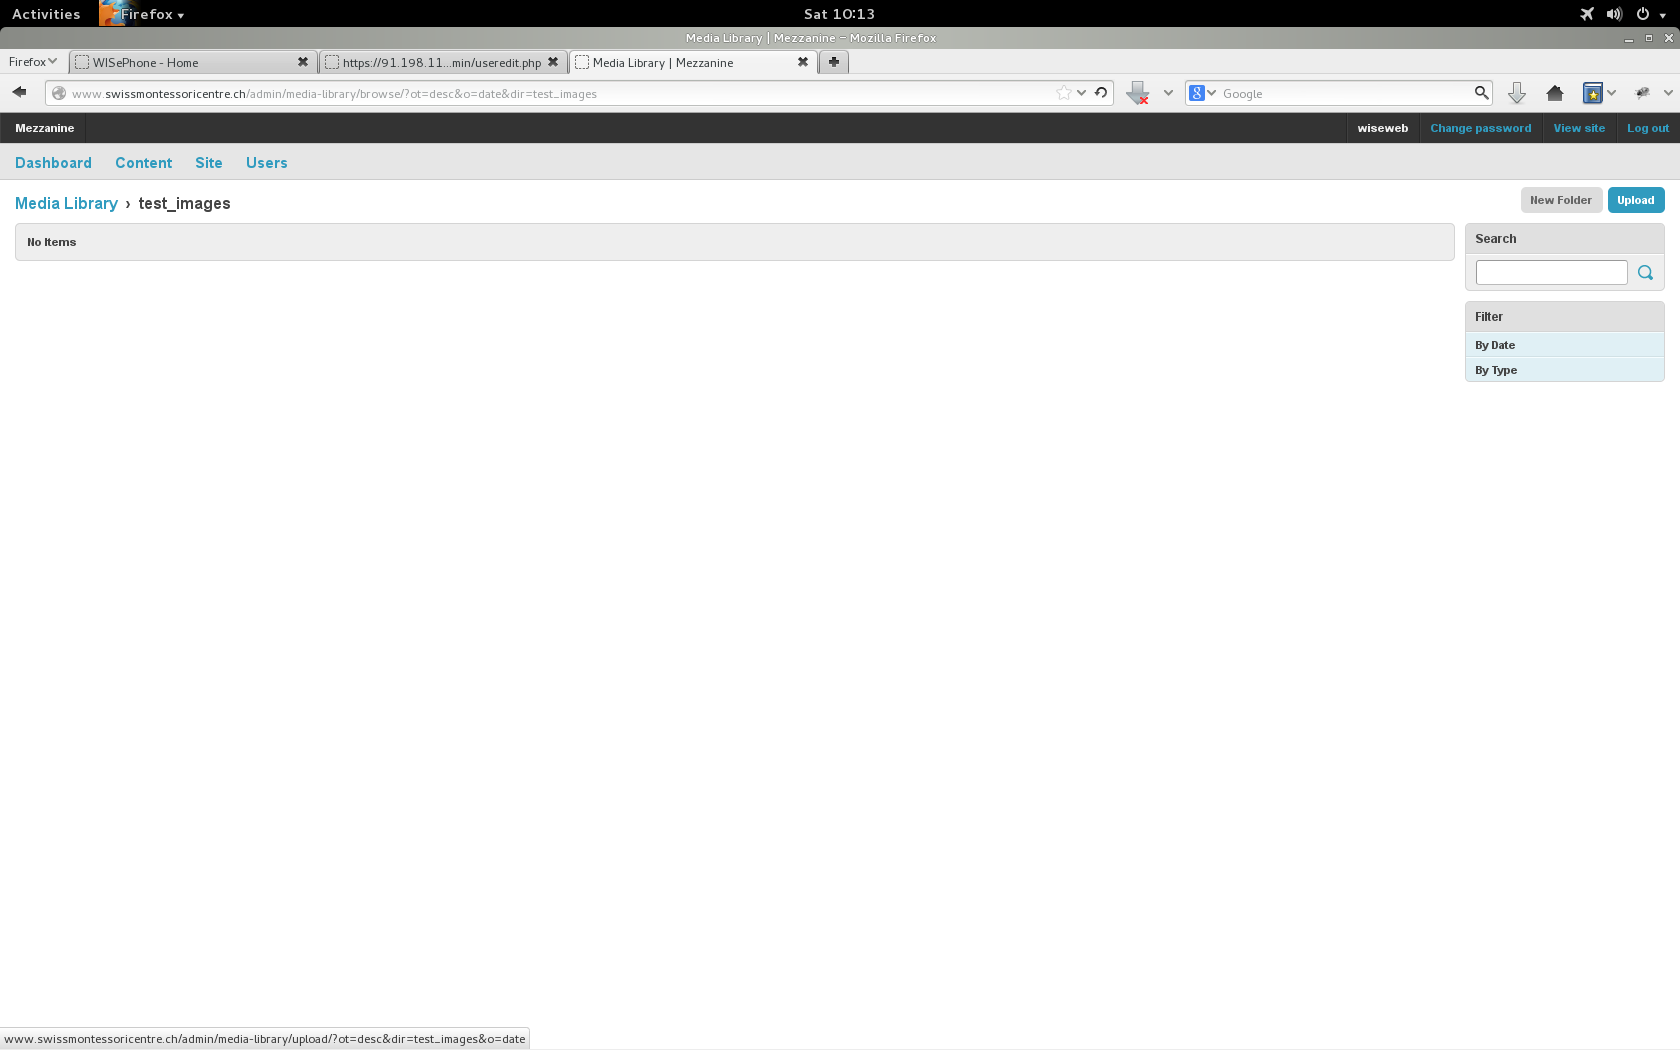 Activities Firefox Sat 10:13
Media Library | Mezzanine - Mozilla Firefox
Firefox WISePhone - Home https://91.198.11...min/useredit.php Media Library | Mezzanine
www.swissmontessoricentre.ch/admin/media-library/browse/?ot=desc&o=date&dir=test_images Google
Mezzanine wiseweb Change password View site Log out
Dashboard Content Site Users
Media Library › test_images New Folder Upload
No Items
Search
Filter
By Date
By Type
www.swissmontessoricentre.ch/admin/media-library/upload/?ot=desc&dir=test_images&o=date